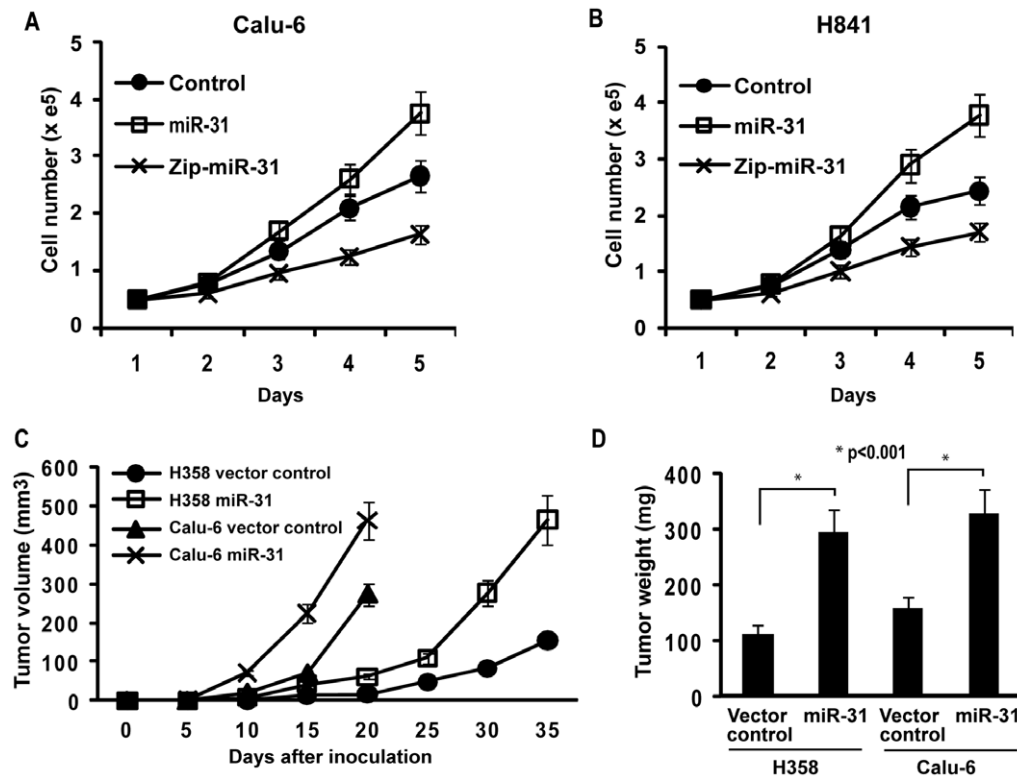 A
Calu-6
5
4
3
2
1
0
Cell number (x e⁵)
Control
miR-31
Zip-miR-31
1 2 3 4 5
Days
B
H841
5
4
3
2
1
0
Cell number (x e⁵)
Control
miR-31
Zip-miR-31
1 2 3 4 5
Days
C
600
500
400
300
200
100
0
Tumor volume (mm3)
H358 vector control
H358 miR-31
Calu-6 vector control
Calu-6 miR-31
0 5 10 15 20 25 30 35
Days after inoculation
D
* p<0.001
* *
400
300
200
100
0
Tumor weight (mg)
Vector miR-31 Vector miR-31
control control
H358 Calu-6